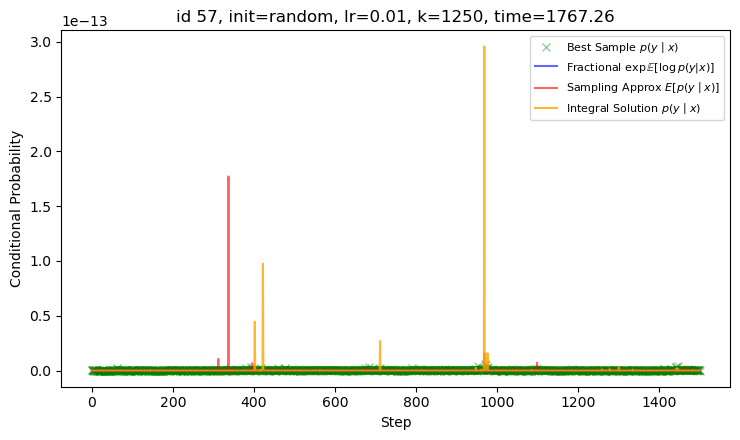 id 57, init=random, lr=0.01, k=1250, time=1767.26
1e−13
3.0
2.5
2.0
1.5
1.0
0.5
0.0
Conditional Probability
Best Sample p(y | x)
Fractional exp𝔼[log p(y|x)]
Sampling Approx E[p(y | x)]
Integral Solution p(y | x)
0 200 400 600 800 1000 1200 1400
Step